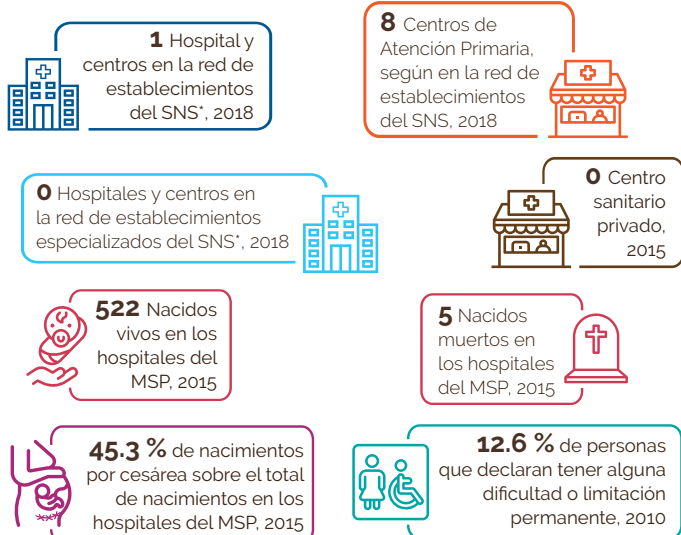 1 Hospital y
centros en la red de
establecimientos
del SNS*, 2018
8 Centros de
Atención Primaria,
según en la red de
establecimientos
del SNS, 2018
0 Hospitales y centros en
la red de establecimientos
especializados del SNS*, 2018
0 Centro
sanitario
privado,
2015
522 Nacidos
vivos en los
hospitales del
MSP, 2015
5 Nacidos
muertos en
los hospitales
del MSP, 2015
45.3 % de nacimientos
por cesárea sobre el total
de nacimientos en los
hospitales del MSP, 2015
12.6 % de personas
que declaran tener alguna
dificultad o limitación
permanente, 2010